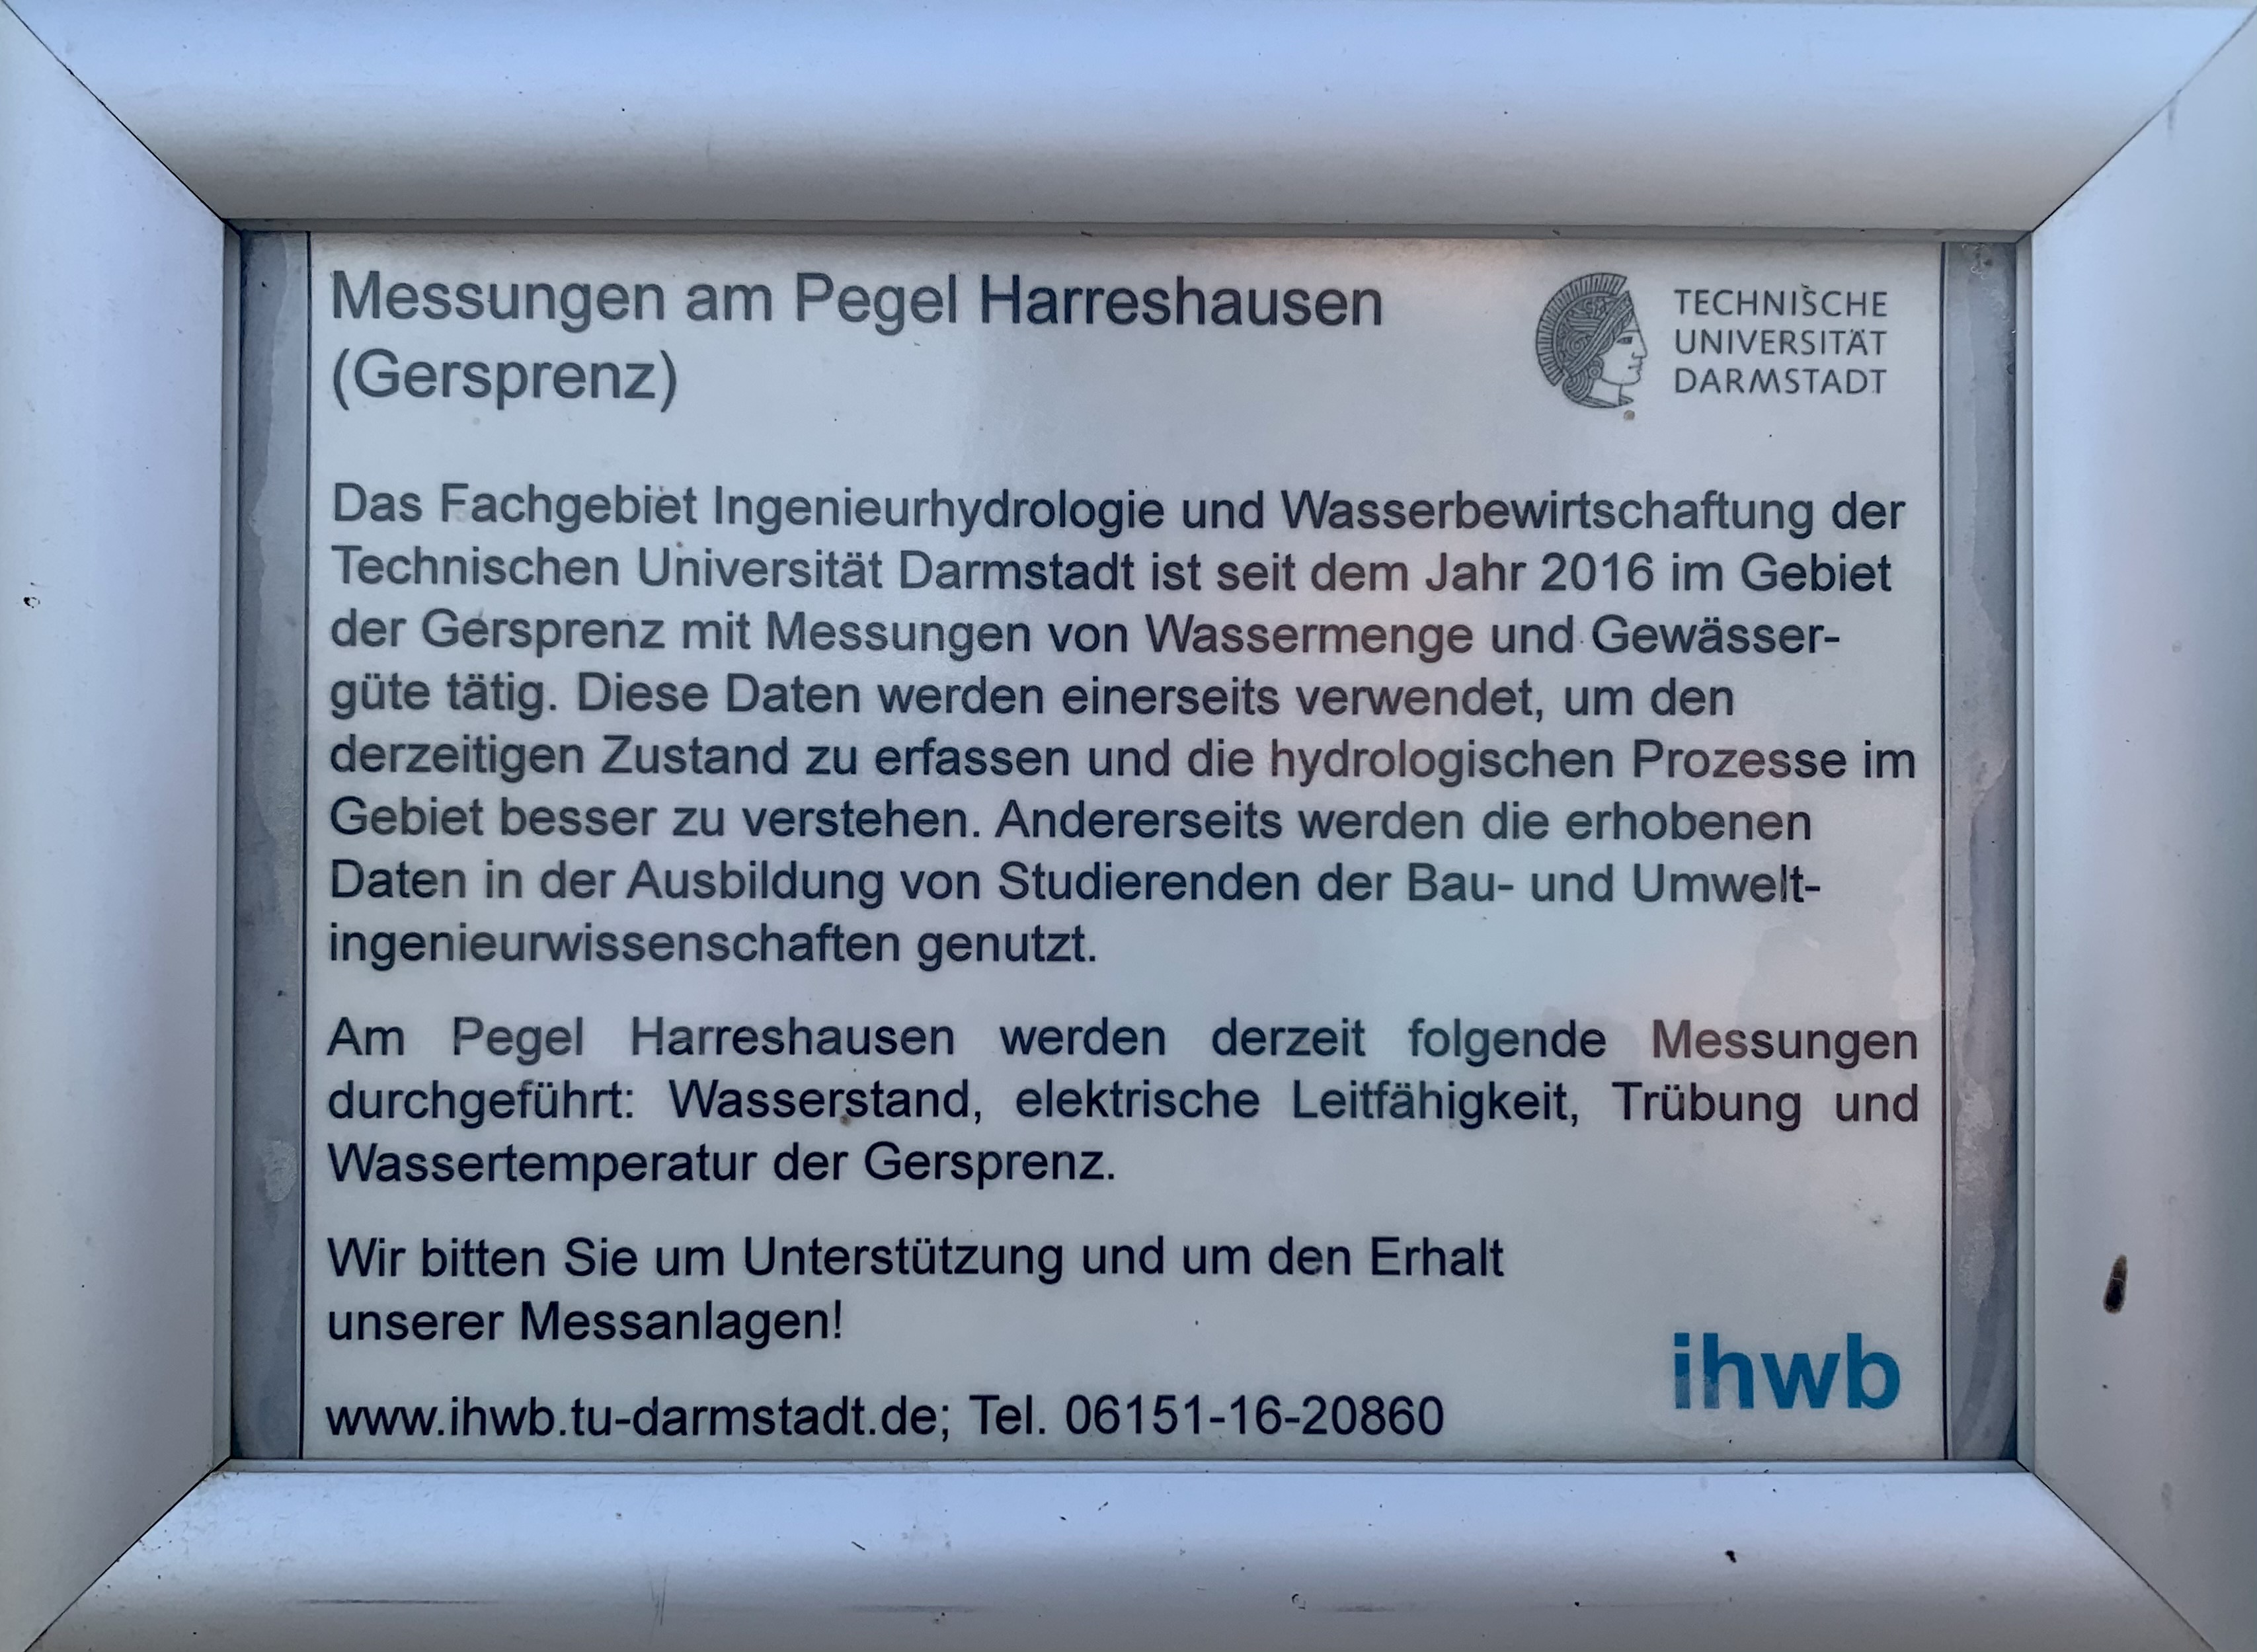 Messungen am Pegel Harreshausen
(Gersprenz)
TECHNISCHE
UNIVERSITÄT
DARMSTADT
Das Fachgebiet Ingenieurhydrologie und Wasserbewirtschaftung der
Technischen Universität Darmstadt ist seit dem Jahr 2016 im Gebiet
der Gersprenz mit Messungen von Wassermenge und Gewässer-
güte tätig. Diese Daten werden einerseits verwendet, um den
derzeitigen Zustand zu erfassen und die hydrologischen Prozesse im
Gebiet besser zu verstehen. Andererseits werden die erhobenen
Daten in der Ausbildung von Studierenden der Bau- und Umwelt-
ingenieurwissenschaften genutzt.
Am Pegel Harreshausen werden derzeit folgende Messungen
durchgeführt: Wasserstand, elektrische Leitfähigkeit, Trübung und
Wassertemperatur der Gersprenz.
Wir bitten Sie um Unterstützung und um den Erhalt
unserer Messanlagen!
ihwb
www.ihwb.tu-darmstadt.de; Tel. 06151-16-20860